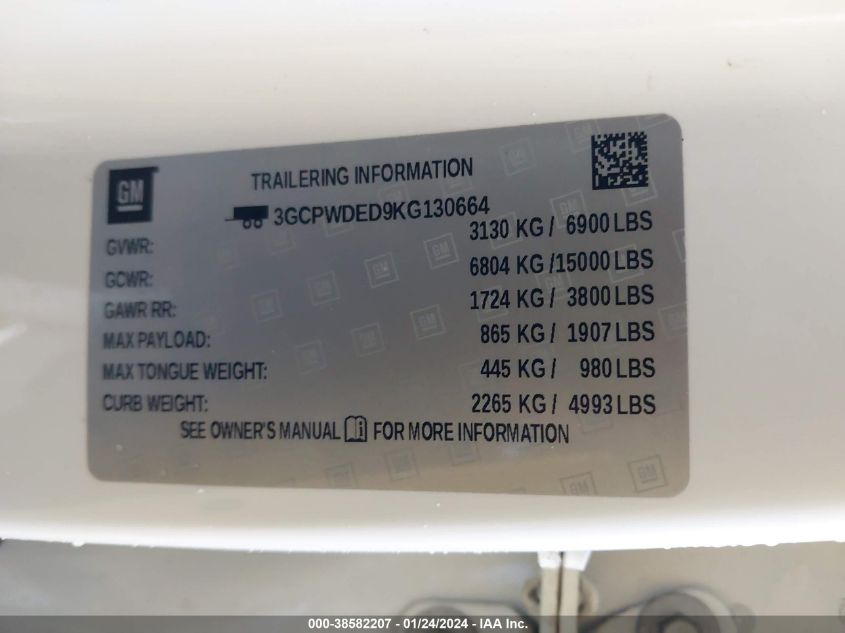 GM
TRAILERING INFORMATION
3GCPWDED9KG130664
GVWR: 3130 KG / 6900 LBS
GCWR: 6804 KG /15000 LBS
GAWR RR: 1724 KG / 3800 LBS
MAX PAYLOAD: 865 KG / 1907 LBS
MAX TONGUE WEIGHT: 445 KG / 980 LBS
CURB WEIGHT: 2265 KG / 4993 LBS
SEE OWNER'S MANUAL FOR MORE INFORMATION
000-38582207 - 01/24/2024 - IAA Inc.